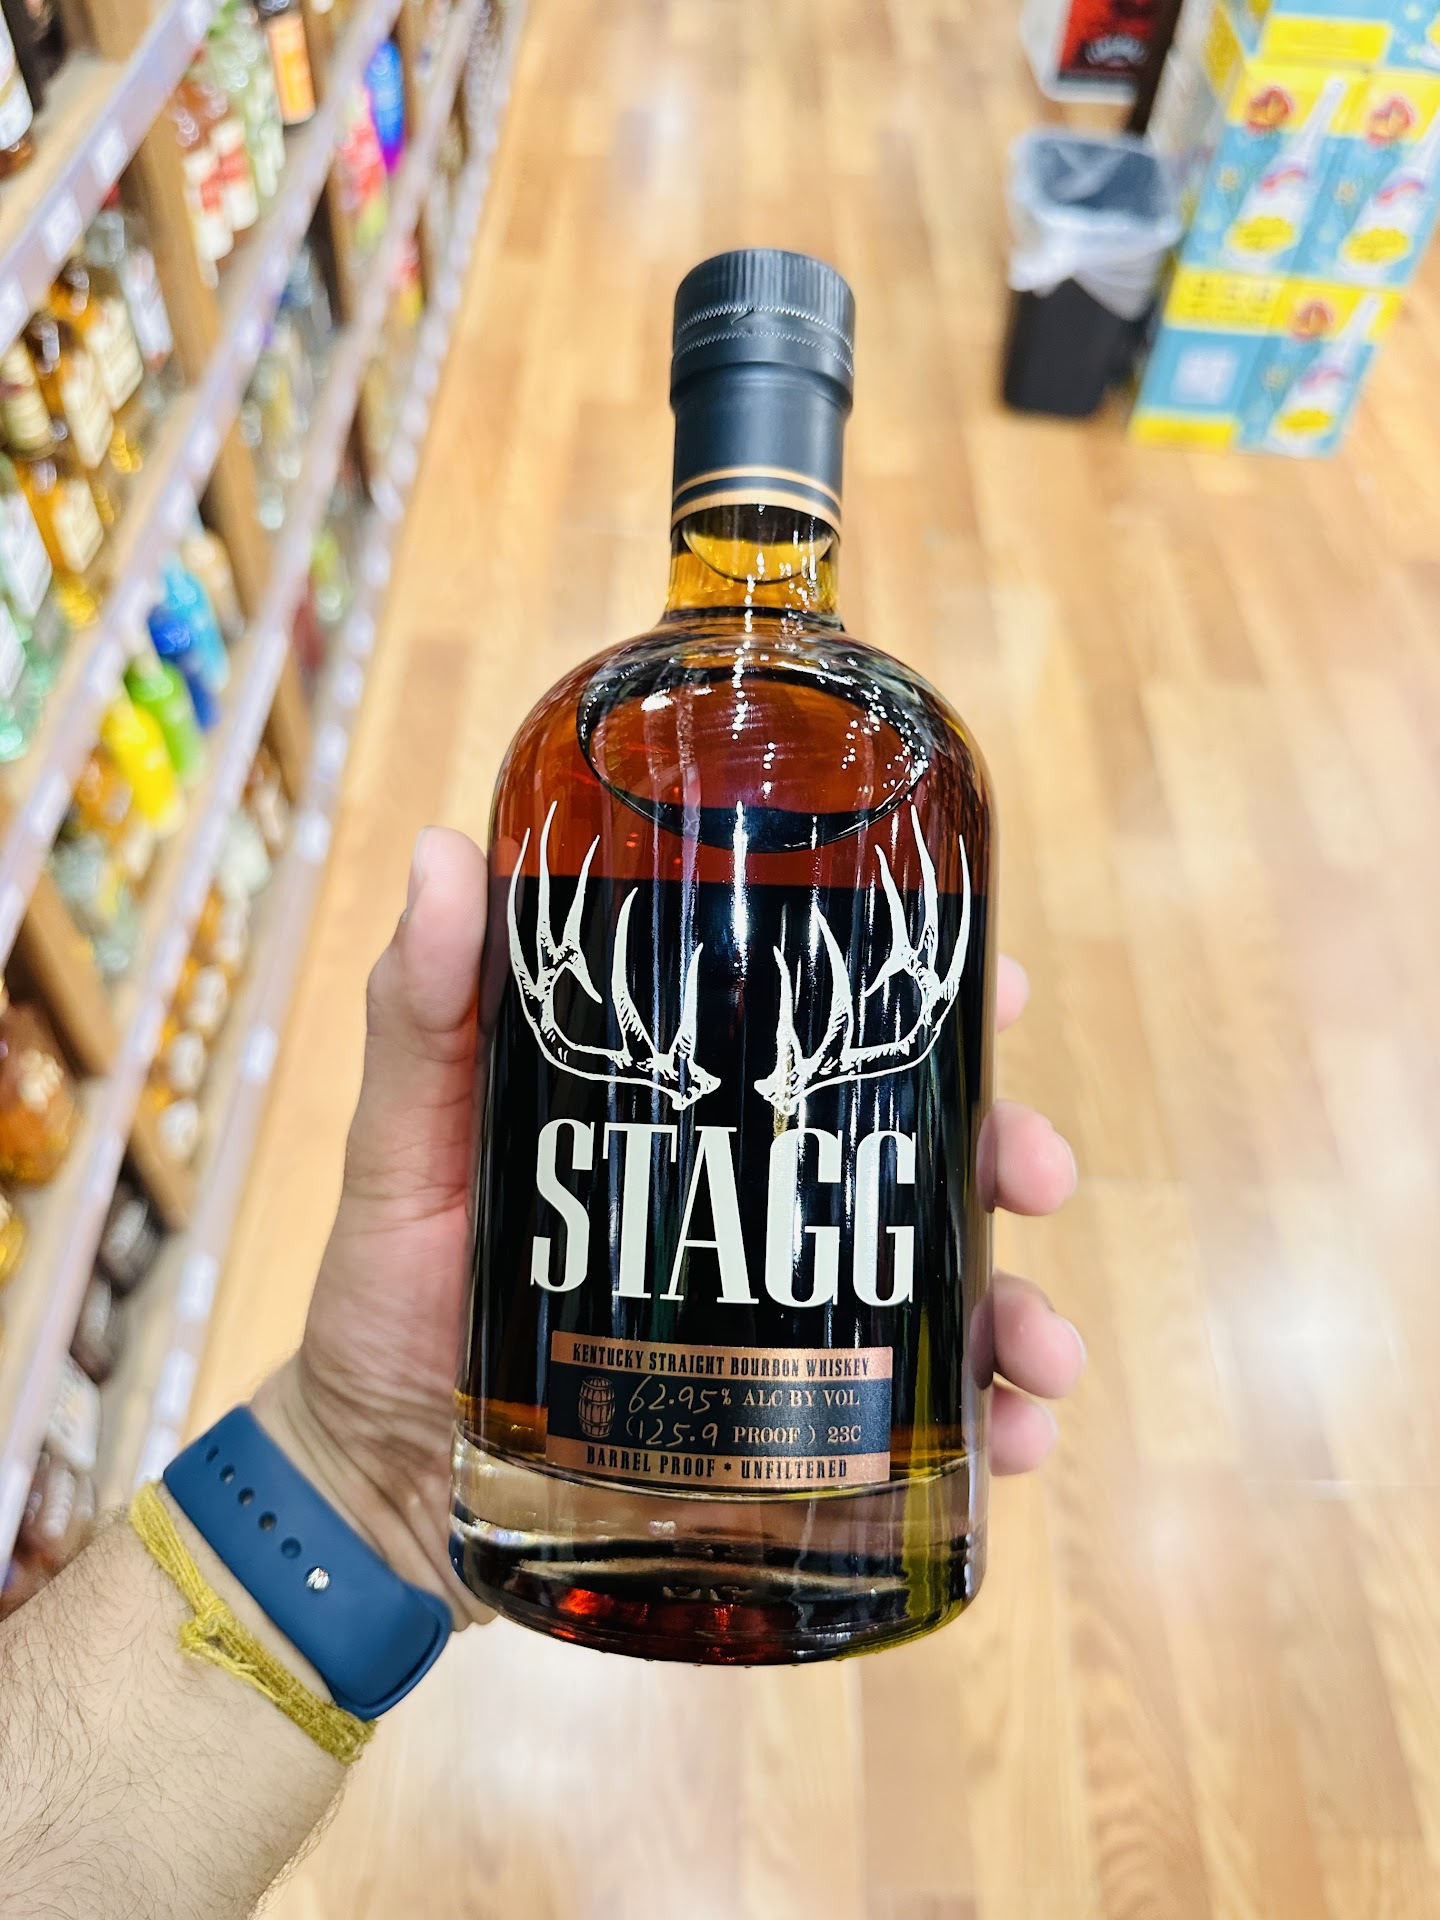 STAGG
KENTUCKY STRAIGHT BOURBON WHISKEY
62.95% ALC BY VOL
(125.9 PROOF) 23C
BARREL PROOF * UNFILTERED